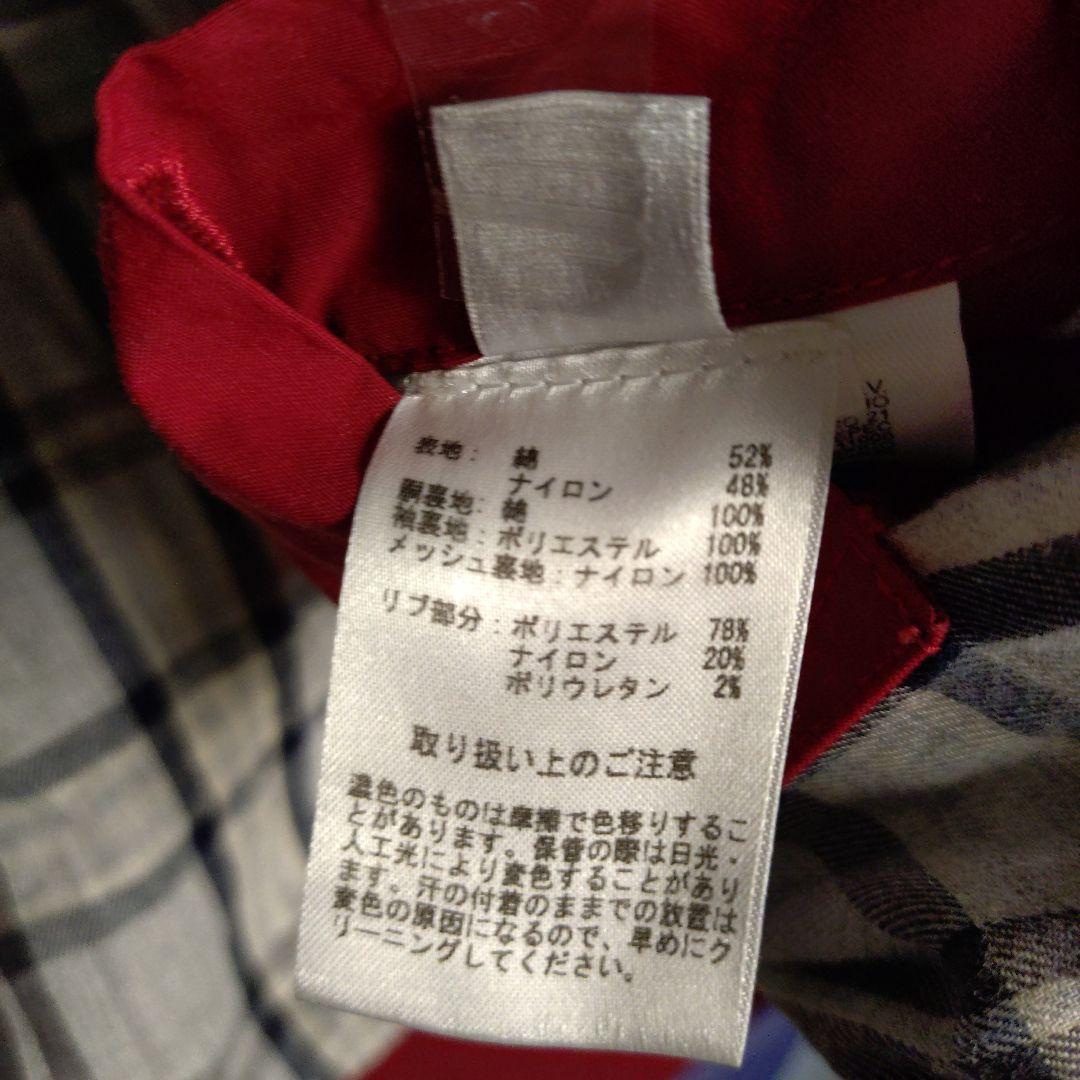 表地: 綿 52%
ナイロン 48%
胴裏地: 綿 100%
袖裏地: ポリエステル 100%
メッシュ裏地: ナイロン 100%
リブ部分: ポリエステル 78%
ナイロン 20%
ポリウレタン 2%
取り扱い上のご注意
濃色のものは摩擦で色移りするこ
とがあります。保管の際は日光・
人工光により変色することがあり
ます。汗の付着のままでの放置は
変色の原因になるので、早めにク
リーニングしてください。